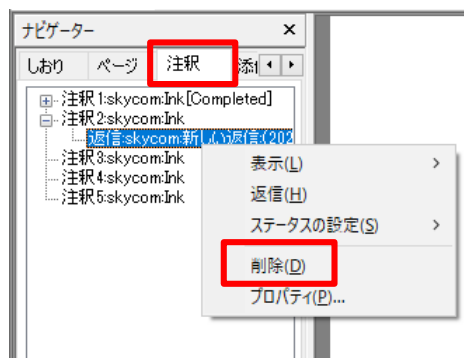 ナビゲーター
しおり ページ 注釈
注釈 1:skycom:Ink[Completed]
注釈 2:skycom:Ink
返信:skycom:新しい返信:(202
注釈 3:skycom:Ink
注釈 4:skycom:Ink
注釈 5:skycom:Ink
表示(L)
返信(H)
ステータスの設定(S)
削除(D)
プロパティ(P)...